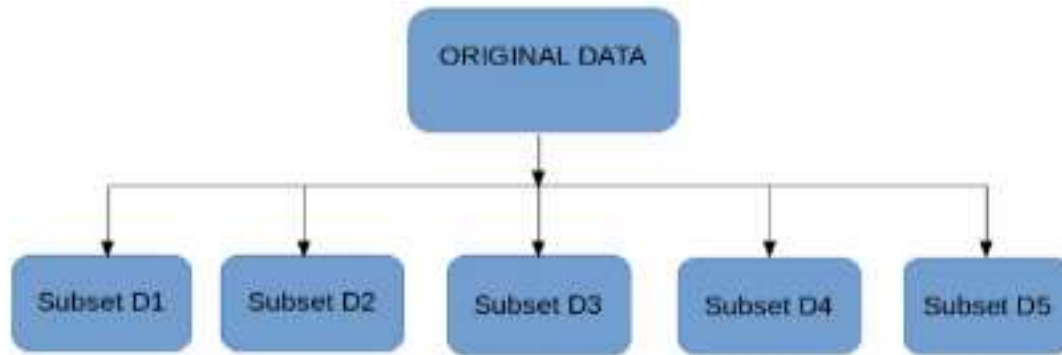 ORIGINAL DATA
Subset D1
Subset D2
Subset D3
Subset D4
Subset D5